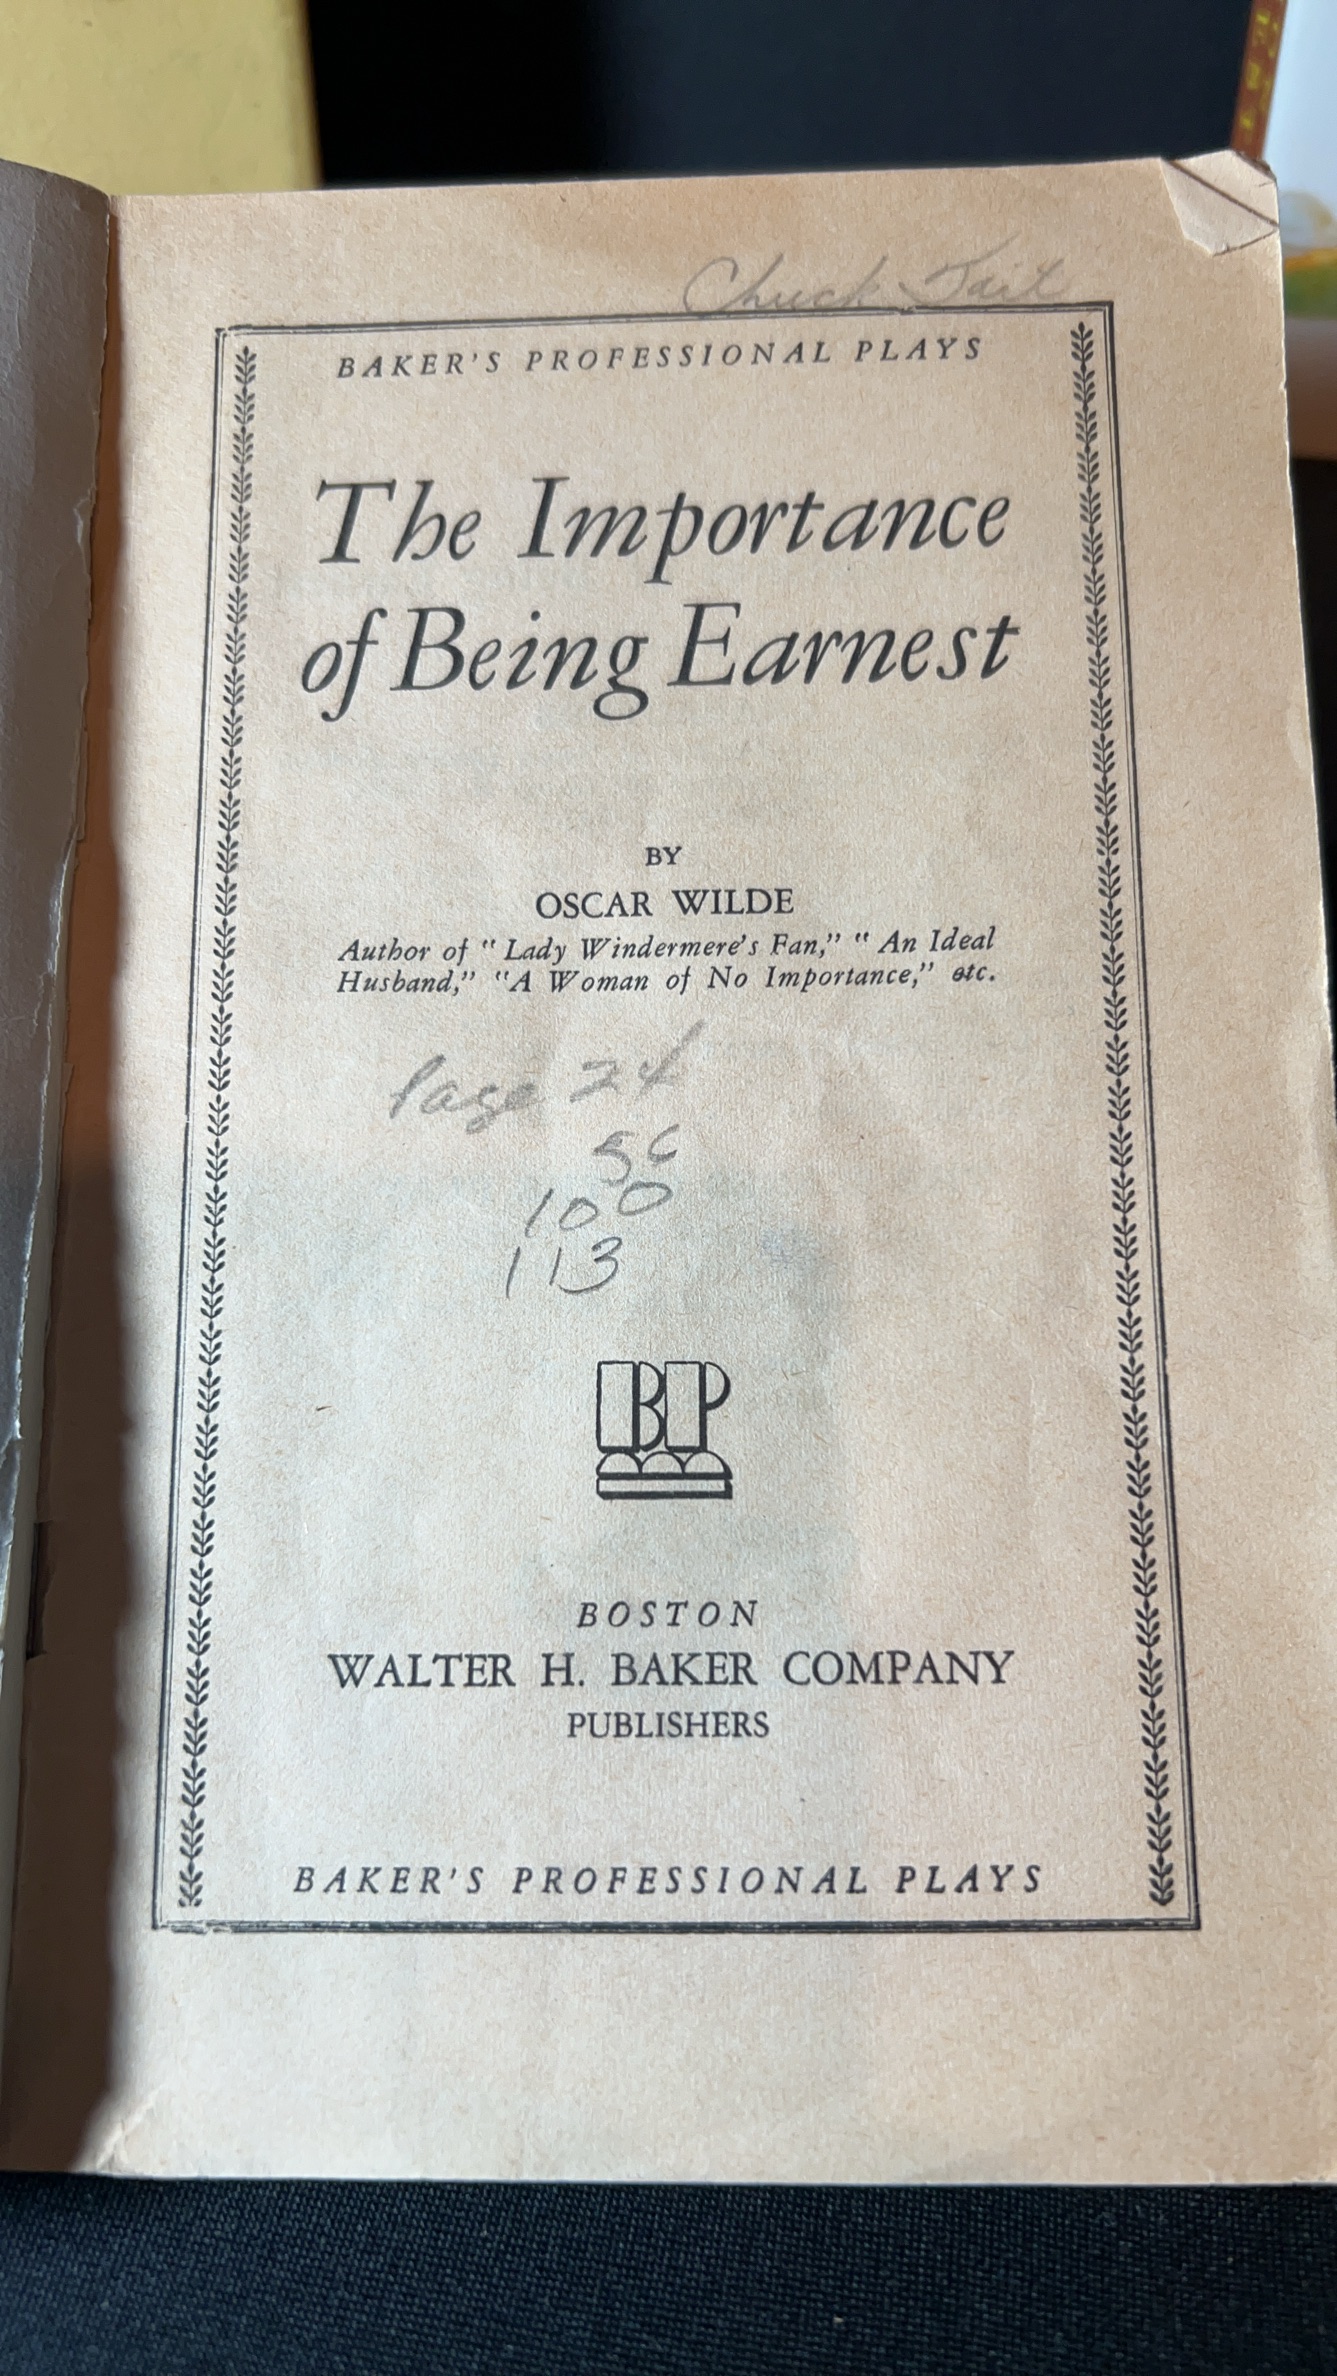 Chuck Tait
BAKER'S PROFESSIONAL PLAYS
The Importance
of Being Earnest
BY
OSCAR WILDE
Author of "Lady Windermere's Fan," "An Ideal
Husband," "A Woman of No Importance," etc.
Page 24
56
100
113
BP
BOSTON
WALTER H. BAKER COMPANY
PUBLISHERS
BAKER'S PROFESSIONAL PLAYS